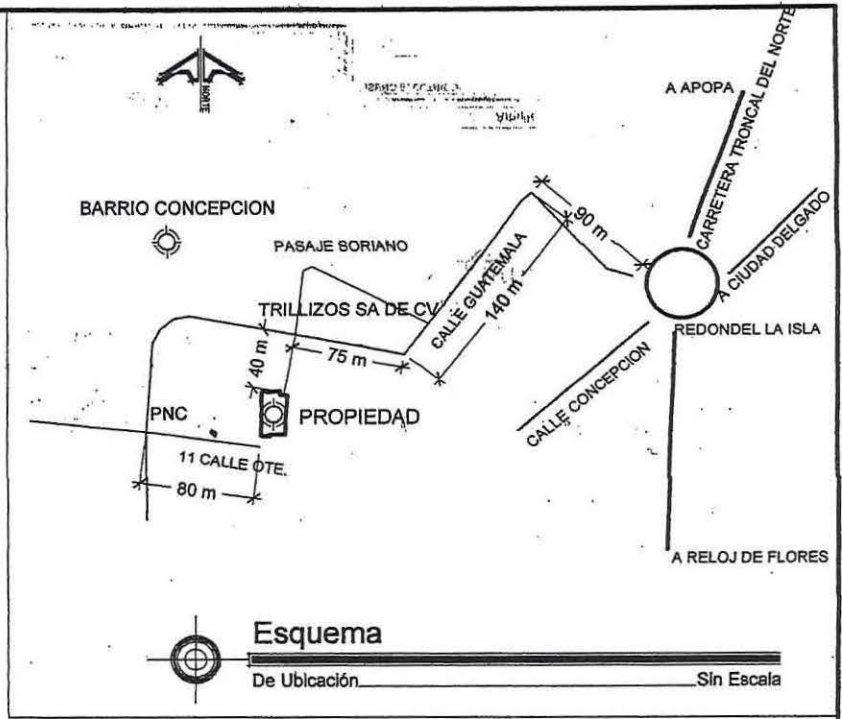 NORTE
A APOPA
CARRETERA TRONCAL DEL NORTE
BARRIO CONCEPCION
90 m
A CIUDAD DELGADO
PASAJE SORIANO
TRILLIZOS SA DE CV
CALLE GUATEMALA
140 m
REDONDEL LA ISLA
40 m
75 m
CALLE CONCEPCION
PNC
PROPIEDAD
11 CALLE OTE.
80 m
A RELOJ DE FLORES
Esquema
De Ubicación Sin Escala